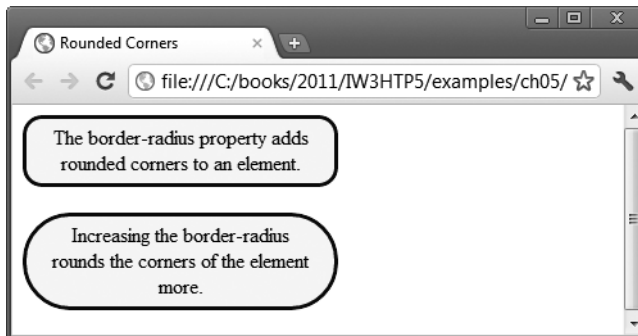 Rounded Corners
file:///C:/books/2011/IW3HTP5/examples/ch05/
The border-radius property adds
rounded corners to an element.
Increasing the border-radius
rounds the corners of the element
more.